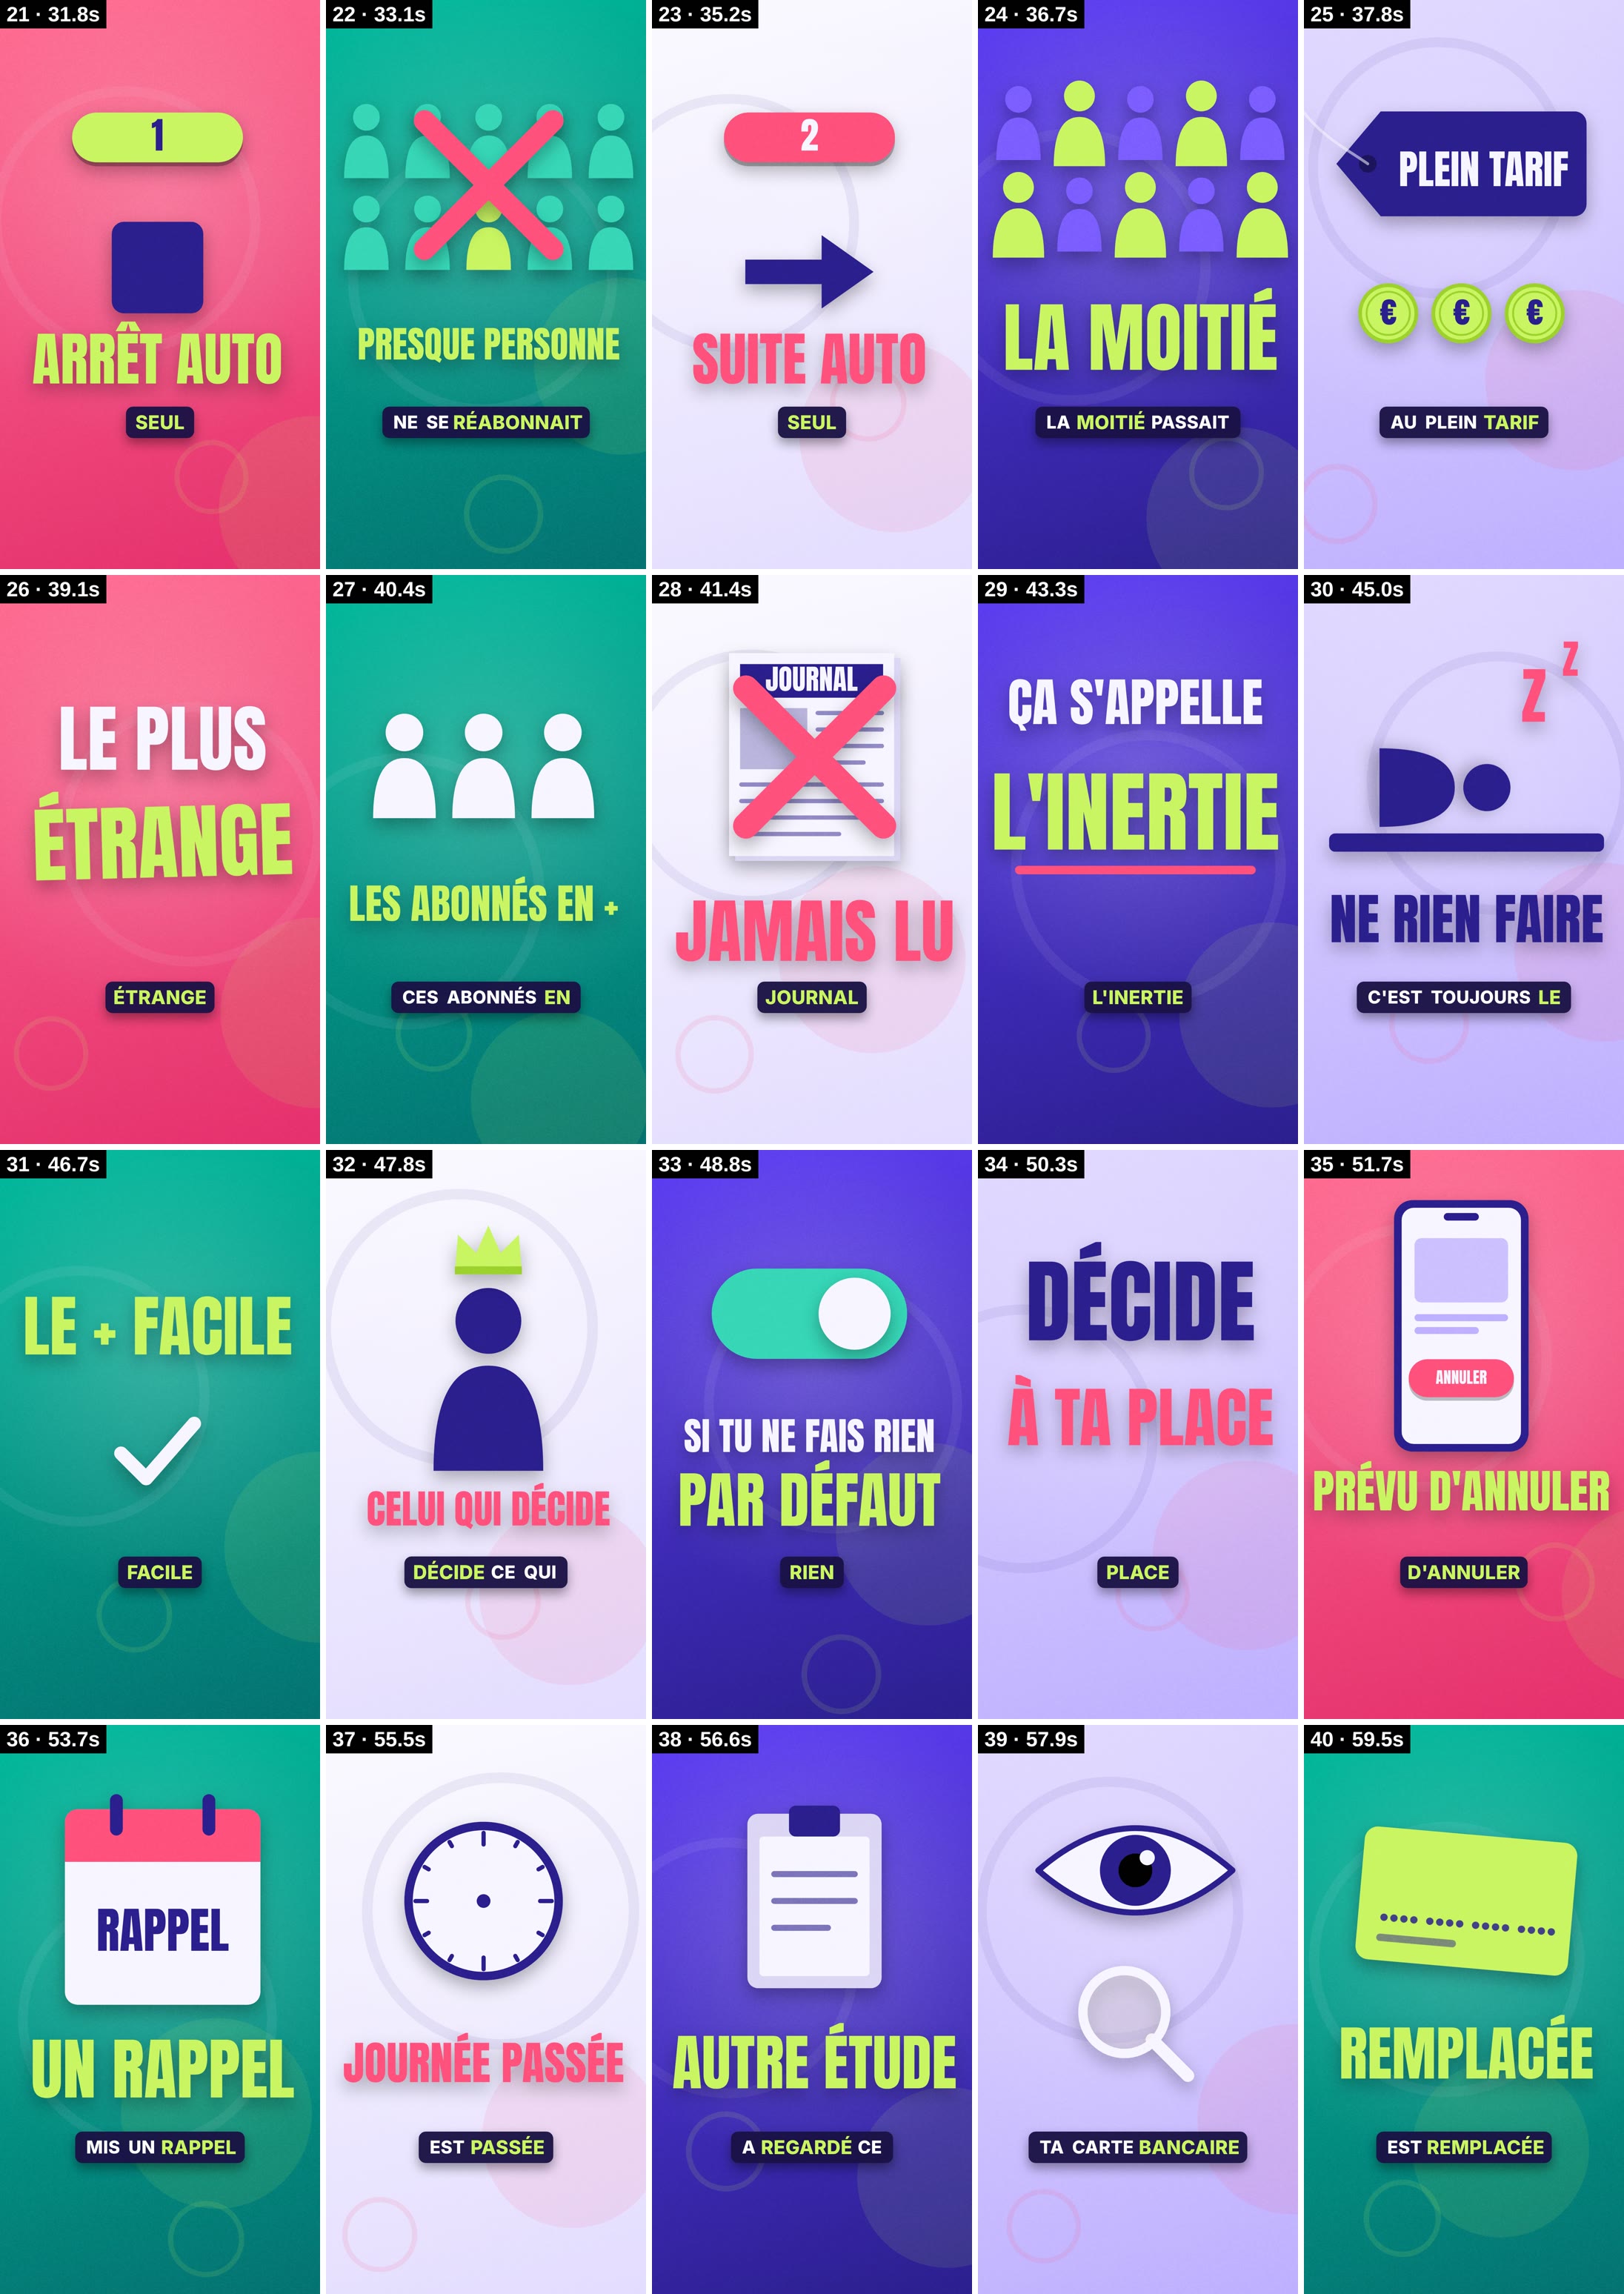 21 · 31.8s
1
ARRÊT AUTO
SEUL
22 · 33.1s
PRESQUE PERSONNE
NE SE RÉABONNAIT
23 · 35.2s
2
SUITE AUTO
SEUL
24 · 36.7s
LA MOITIÉ
LA MOITIÉ PASSAIT
25 · 37.8s
PLEIN TARIF
€ € €
AU PLEIN TARIF
26 · 39.1s
LE PLUS
ÉTRANGE
ÉTRANGE
27 · 40.4s
LES ABONNÉS EN +
CES ABONNÉS EN
28 · 41.4s
JOURNAL
JAMAIS LU
JOURNAL
29 · 43.3s
ÇA S'APPELLE
L'INERTIE
L'INERTIE
30 · 45.0s
Z
Z
NE RIEN FAIRE
C'EST TOUJOURS LE
31 · 46.7s
LE + FACILE
FACILE
32 · 47.8s
CELUI QUI DÉCIDE
DÉCIDE CE QUI
33 · 48.8s
SI TU NE FAIS RIEN
PAR DÉFAUT
RIEN
34 · 50.3s
DÉCIDE
À TA PLACE
PLACE
35 · 51.7s
ANNULER
PRÉVU D'ANNULER
D'ANNULER
36 · 53.7s
RAPPEL
UN RAPPEL
MIS UN RAPPEL
37 · 55.5s
JOURNÉE PASSÉE
EST PASSÉE
38 · 56.6s
AUTRE ÉTUDE
A REGARDÉ CE
39 · 57.9s
TA CARTE BANCAIRE
40 · 59.5s
REMPLACÉE
EST REMPLACÉE